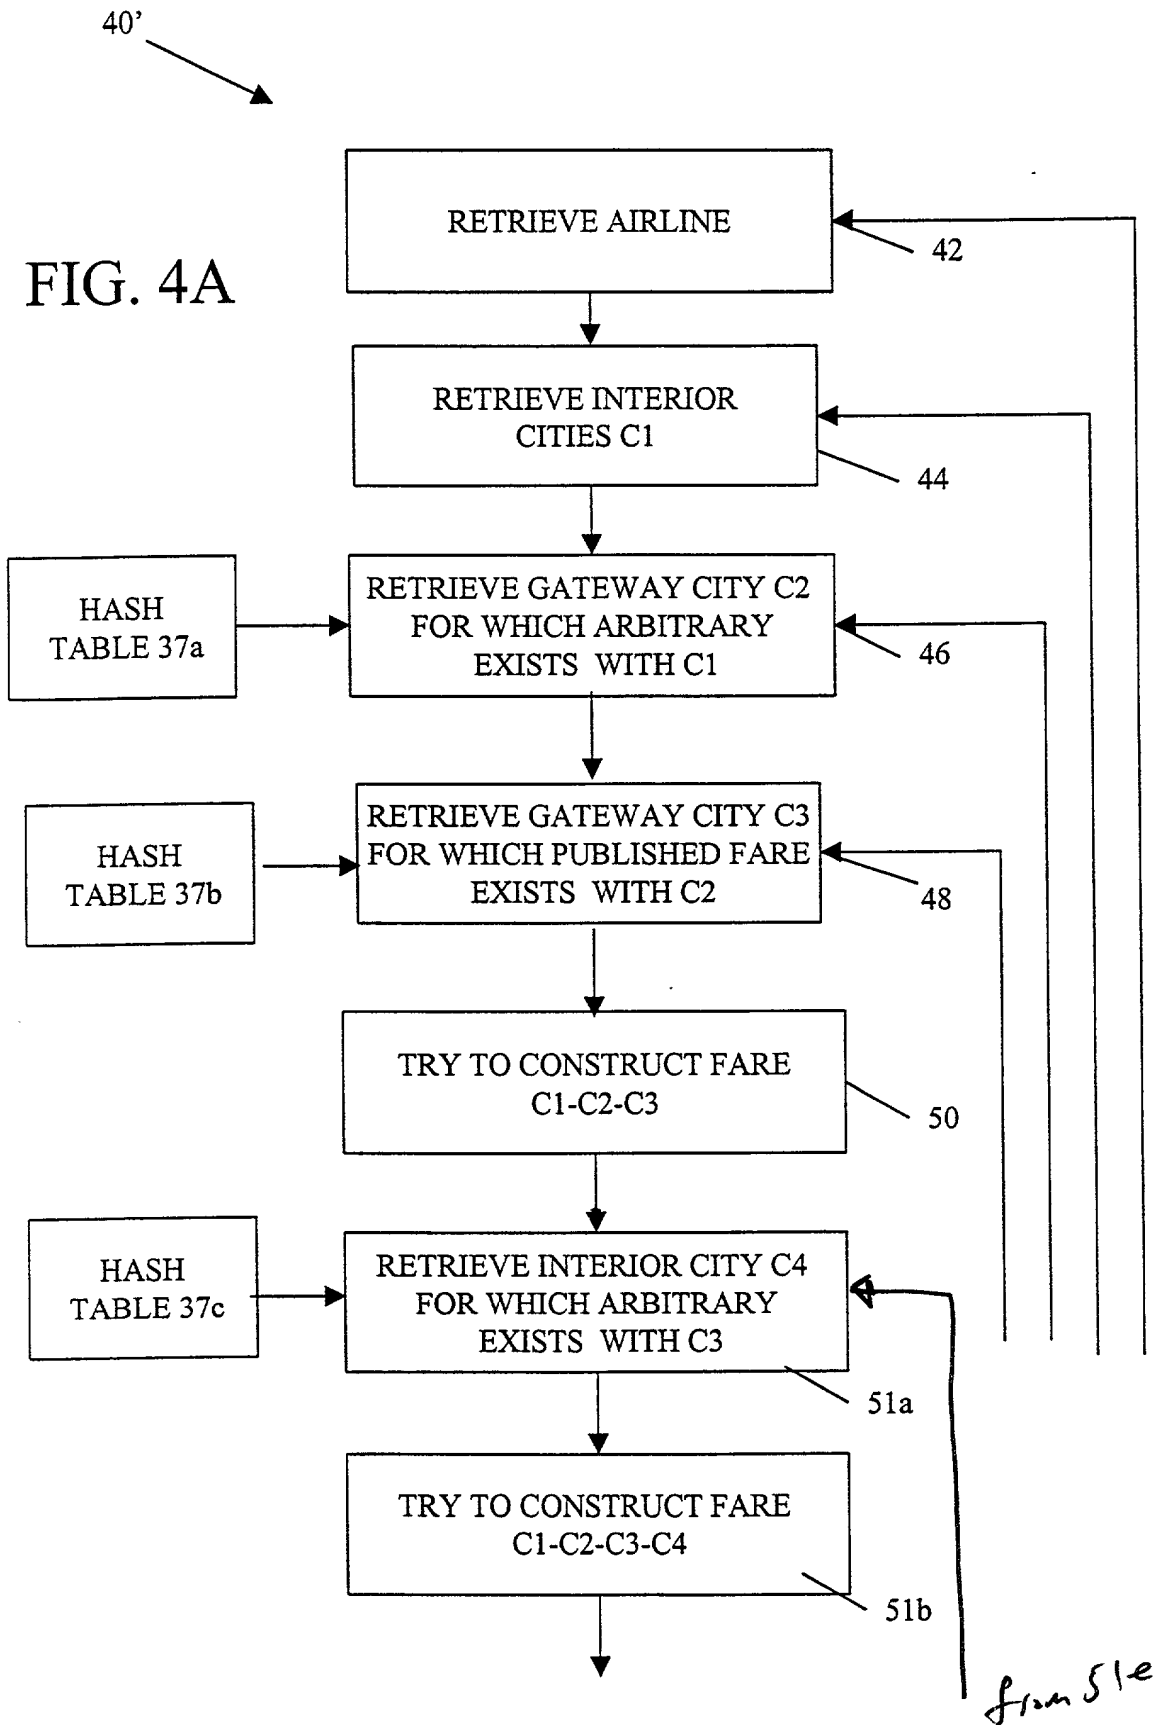 40’
FIG. 4A
RETRIEVE AIRLINE
42
RETRIEVE INTERIOR
CITIES C1
44
HASH
TABLE 37a
RETRIEVE GATEWAY CITY C2
FOR WHICH ARBITRARY
EXISTS WITH C1
46
HASH
TABLE 37b
RETRIEVE GATEWAY CITY C3
FOR WHICH PUBLISHED FARE
EXISTS WITH C2
48
TRY TO CONSTRUCT FARE
C1-C2-C3
50
HASH
TABLE 37c
RETRIEVE INTERIOR CITY C4
FOR WHICH ARBITRARY
EXISTS WITH C3
51a
TRY TO CONSTRUCT FARE
C1-C2-C3-C4
51b
from 51e